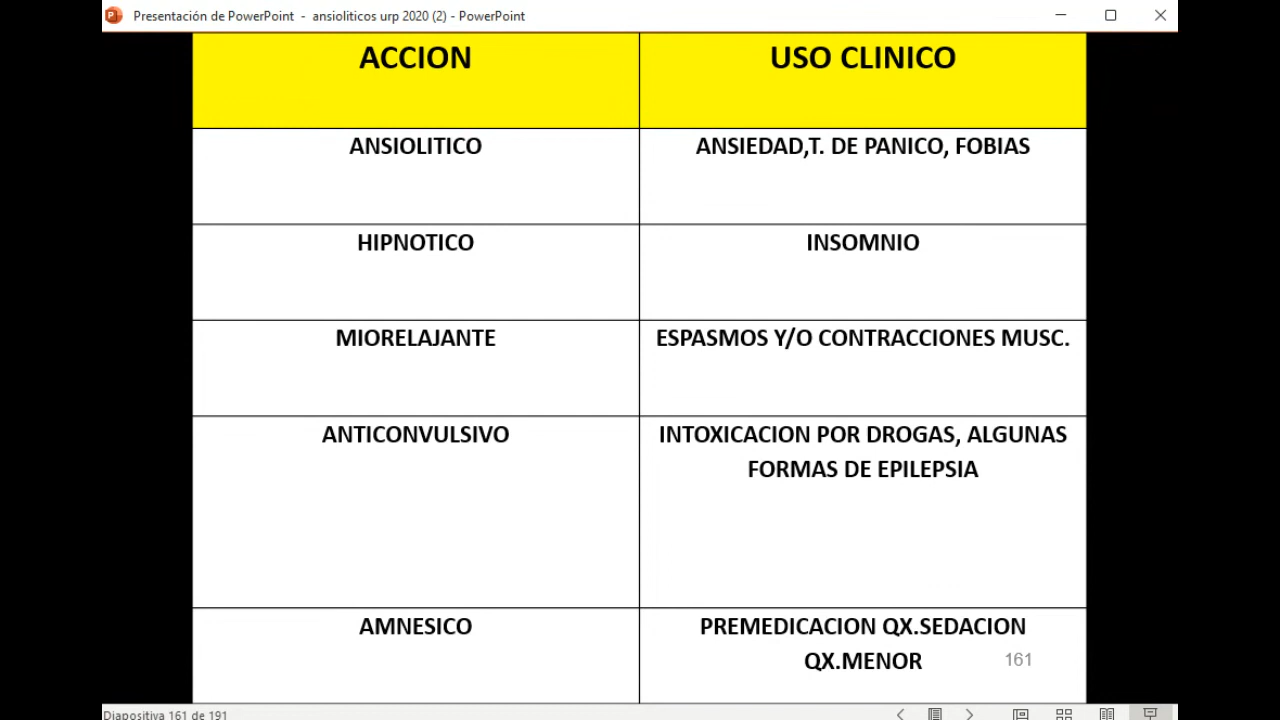 Presentación de PowerPoint - ansioliticos urp 2020 (2) - PowerPoint
ACCION
USO CLINICO
ANSIOLITICO
ANSIEDAD,T. DE PANICO, FOBIAS
HIPNOTICO
INSOMNIO
MIORELAJANTE
ESPASMOS Y/O CONTRACCIONES MUSC.
ANTICONVULSIVO
INTOXICACION POR DROGAS, ALGUNAS
FORMAS DE EPILEPSIA
AMNESICO
PREMEDICACION QX.SEDACION
QX.MENOR
161
Diapositiva 161 de 191